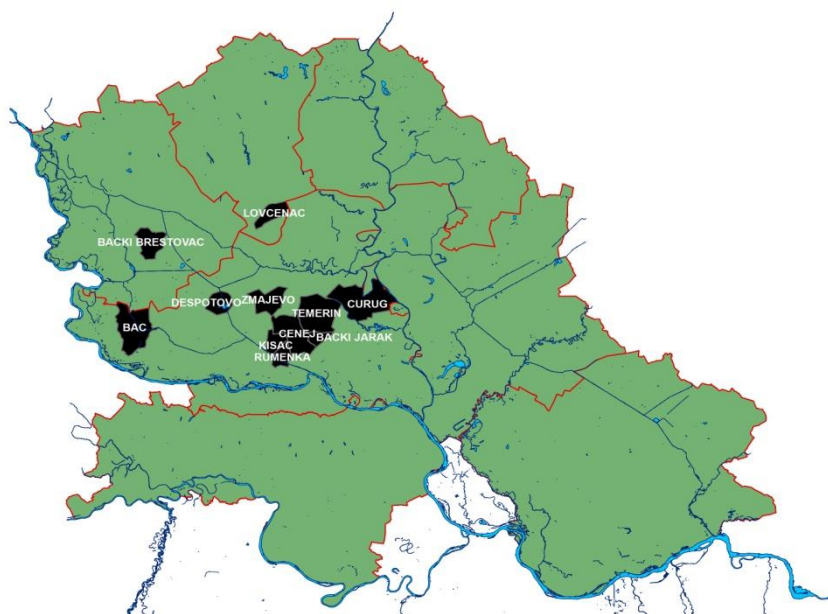 LOVCENAC
BACKI BRESTOVAC
DESPOTOVO
ZMAJEVO
CURUG
TEMERIN
BAC
CENEJ
BACKI JARAK
KISAC
RUMENKA